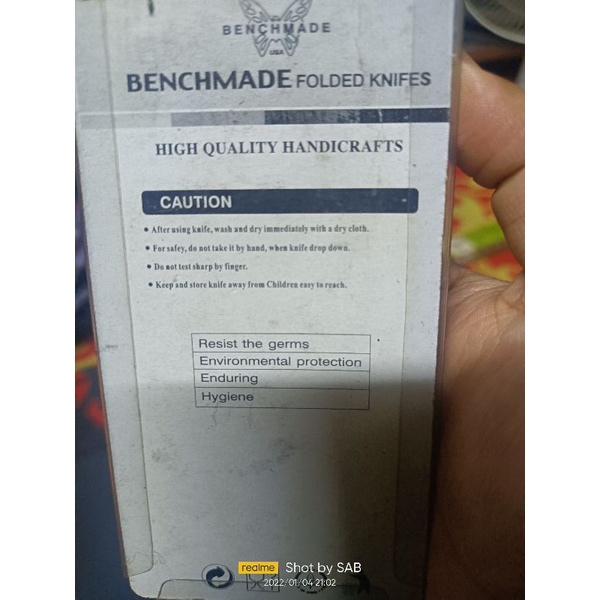 BENCHMADE
USA
BENCHMADE FOLDED KNIFES
HIGH QUALITY HANDICRAFTS
CAUTION
• After using knife, wash and dry immediately with a dry cloth.
• For safey, do not take it by hand, when knife drop down.
• Do not test sharp by finger.
• Keep and store knife away from Children easy to reach.
Resist the germs
Environmental protection
Enduring
Hygiene
realme Shot by SAB
2022/01/04 21:02